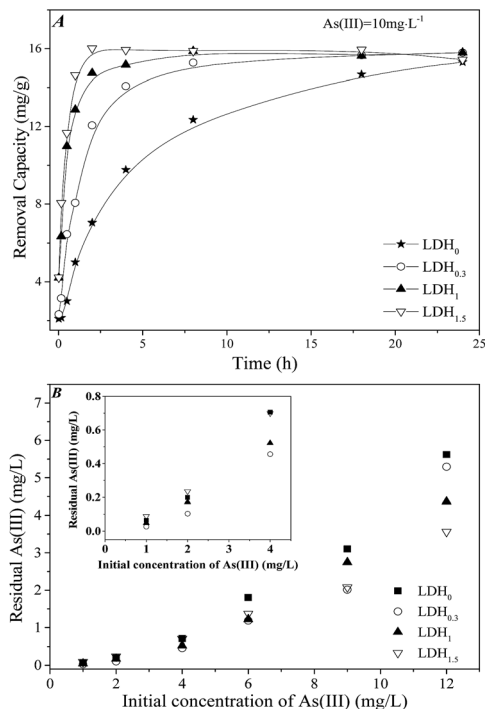 A
As(III)=10mg·L⁻¹
16
12
8
4
Removal Capacity (mg/g)
LDH₀
LDH₀.₃
LDH₁
LDH₁.₅
0 5 10 15 20 25
Time (h)
B
7
6
5
4
3
2
1
0
Residual As(III) (mg/L)
0.8
0.6
0.4
0.2
0.0
Residual As(III) (mg/L)
0 1 2 3 4
Initial concentration of As(III) (mg/L)
LDH₀
LDH₀.₃
LDH₁
LDH₁.₅
0 2 4 6 8 10 12
Initial concentration of As(III) (mg/L)